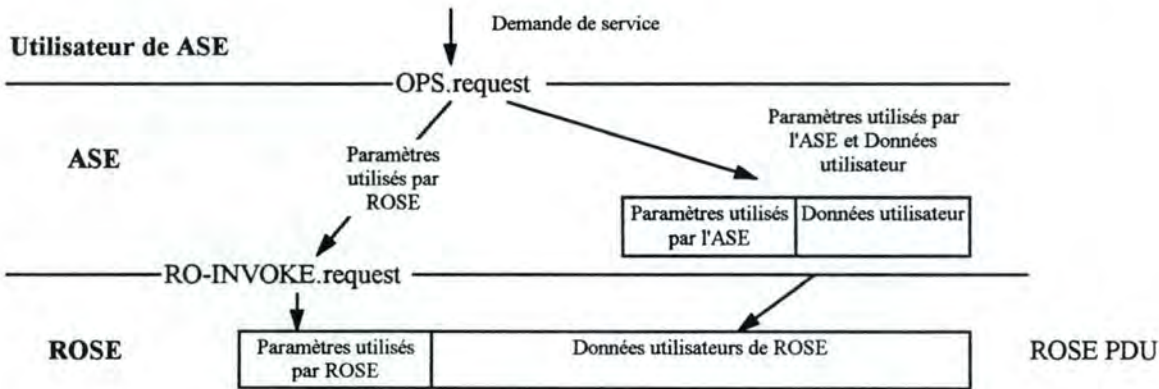 Demande de service
Utilisateur de ASE
OPS.request
Paramètres utilisés par
l'ASE et Données
utilisateur
ASE
Paramètres
utilisés par
ROSE
Paramètres utilisés
par l'ASE
Données utilisateur
RO-INVOKE.request
ROSE
Paramètres utilisés
par ROSE
Données utilisateurs de ROSE
ROSE PDU